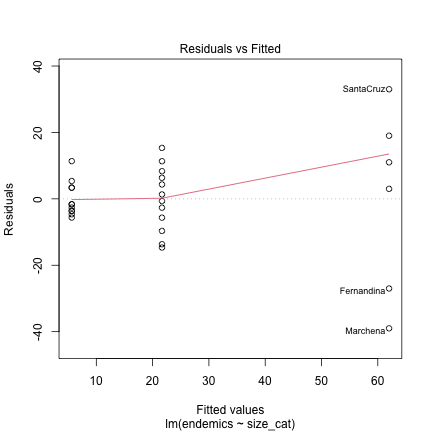 Residuals vs Fitted
40
20
0
-20
-40
Residuals
SantaCruz
Fernandina
Marchena
10 20 30 40 50 60
Fitted values
lm(endemics ~ size_cat)